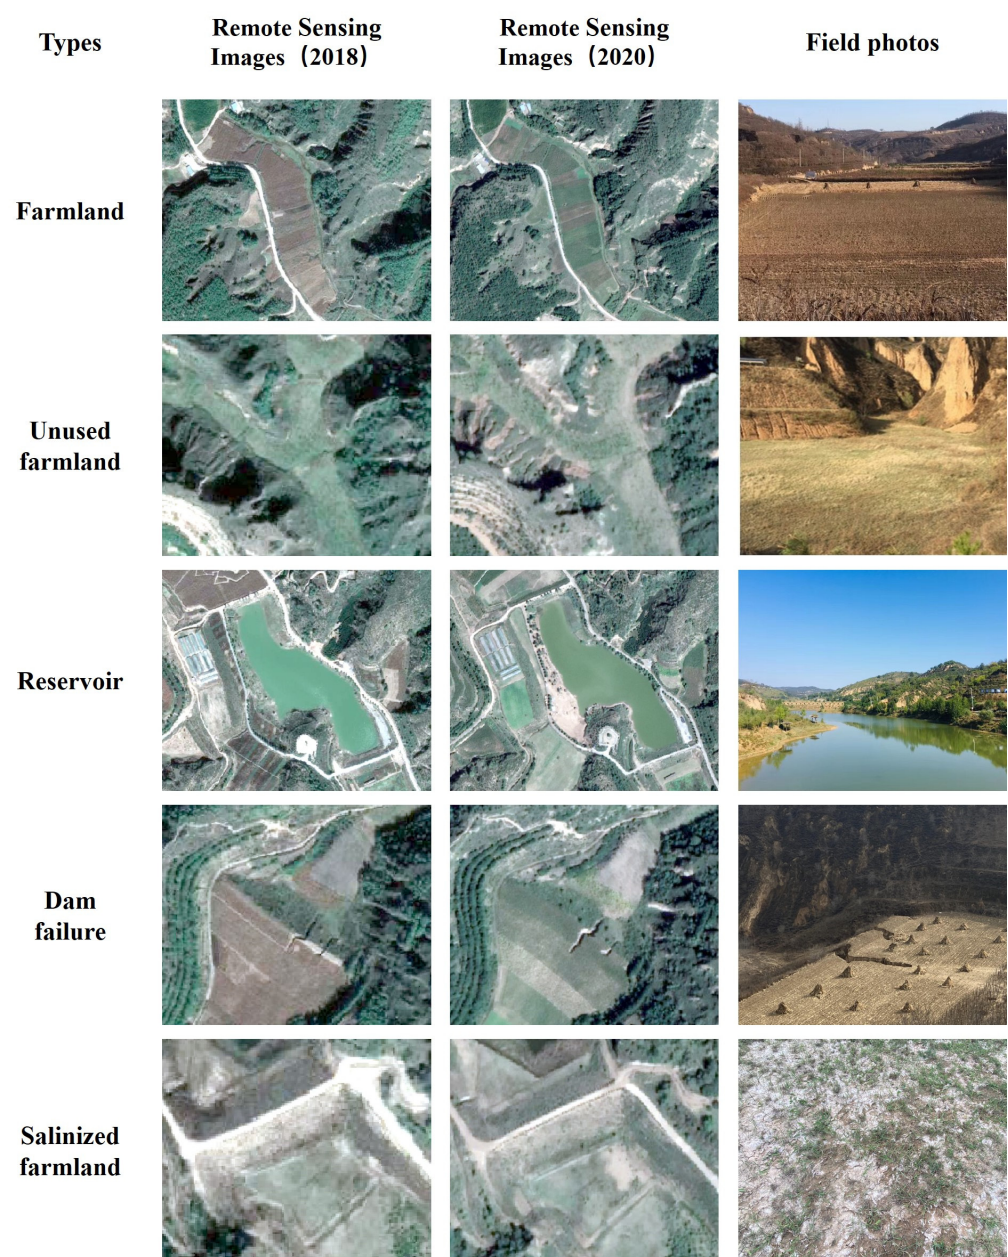 Types
Remote Sensing
Images（2018）
Remote Sensing
Images（2020）
Field photos
Farmland
Unused
farmland
Reservoir
Dam
failure
Salinized
farmland